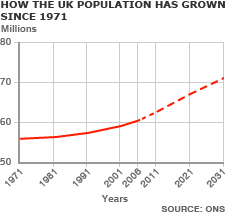 HOW THE UK POPULATION HAS GROWN
SINCE 1971
Millions
80
70
60
50
1971
1981
1991
2001
2006
2011
2021
2031
Years
SOURCE: ONS